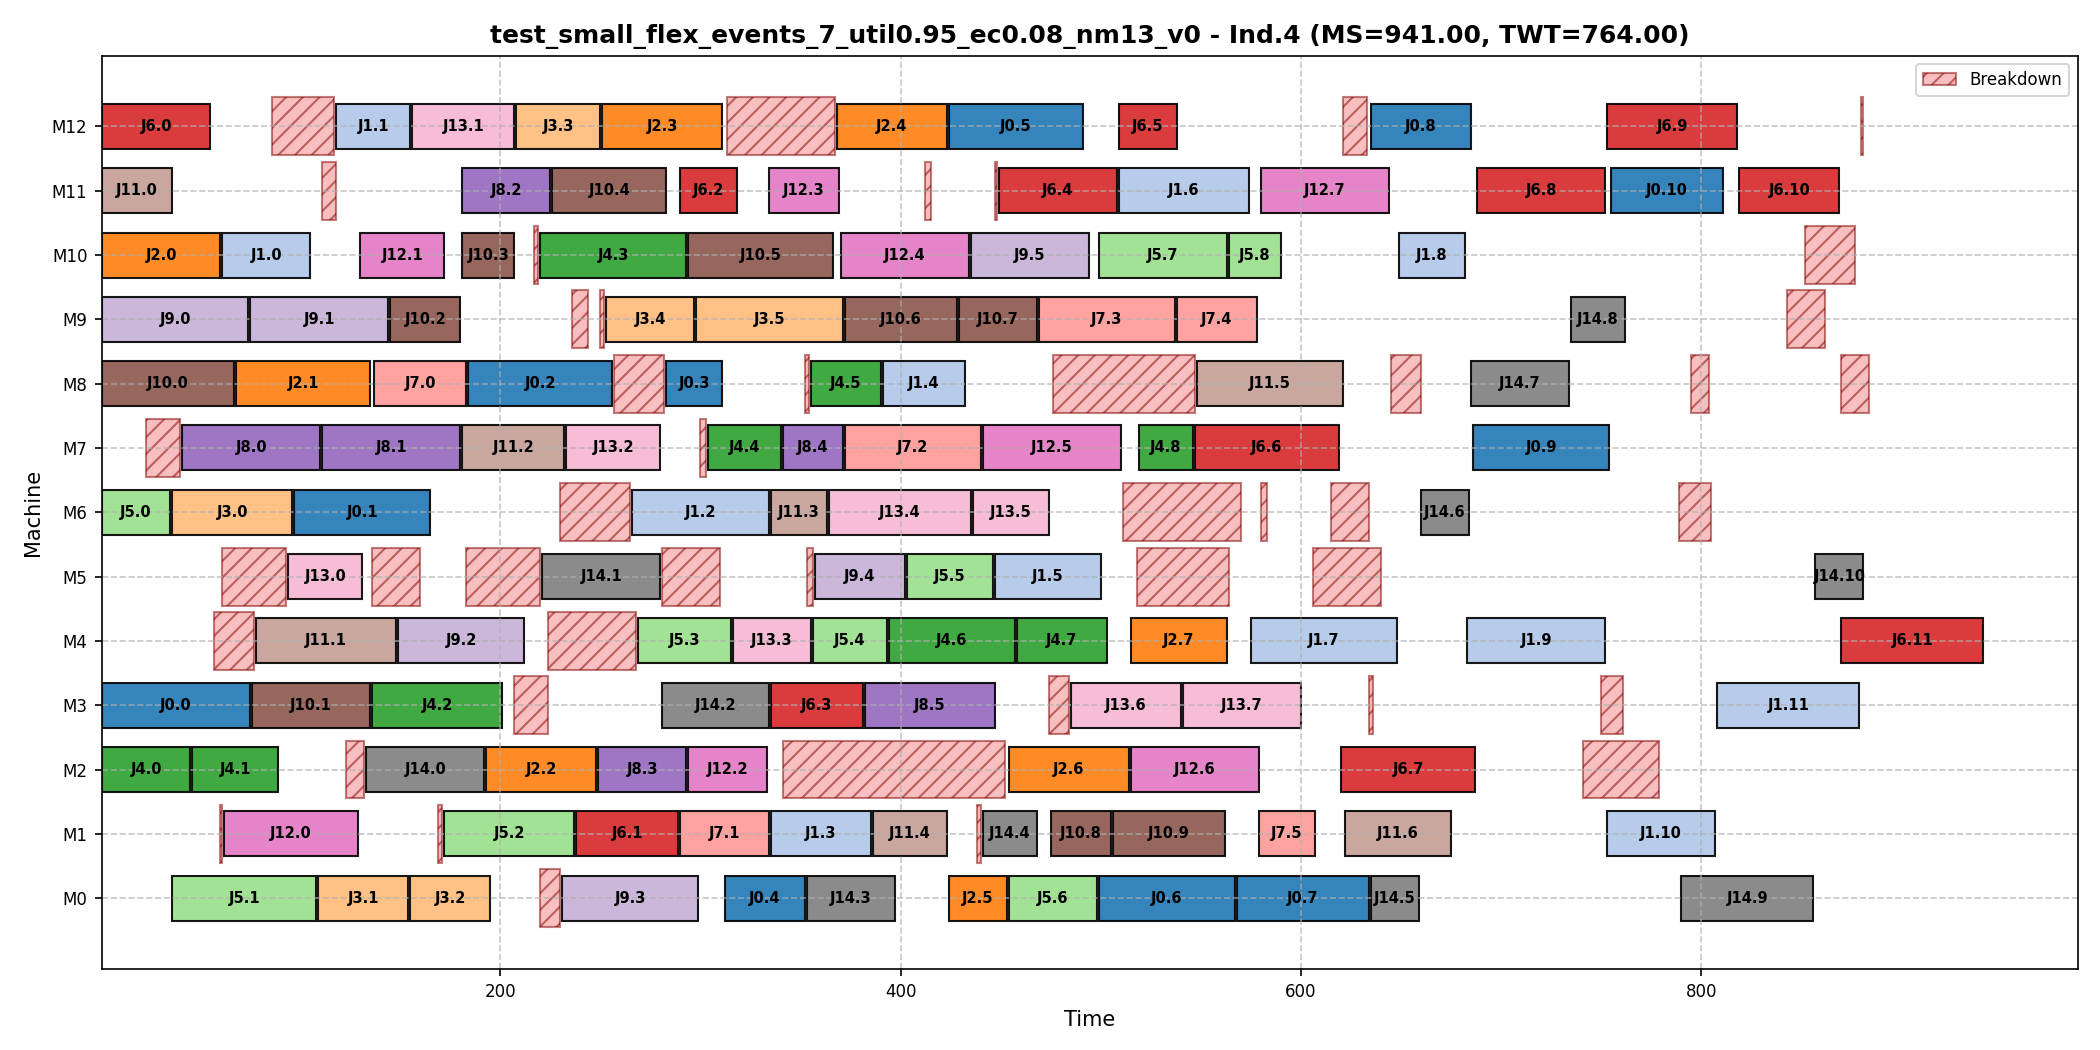 test_small_flex_events_7_util0.95_ec0.08_nm13_v0 - Ind.4 (MS=941.00, TWT=764.00)
Breakdown
M12 J6.0 J1.1 J13.1 J3.3 J2.3 J2.4 J0.5 J6.5 J0.8 J6.9
M11 J11.0 J8.2 J10.4 J6.2 J12.3 J6.4 J1.6 J12.7 J6.8 J0.10 J6.10
M10 J2.0 J1.0 J12.1 J10.3 J4.3 J10.5 J12.4 J9.5 J5.7 J5.8 J1.8
M9 J9.0 J9.1 J10.2 J3.4 J3.5 J10.6 J10.7 J7.3 J7.4 J14.8
M8 J10.0 J2.1 J7.0 J0.2 J0.3 J4.5 J1.4 J11.5 J14.7
M7 J8.0 J8.1 J11.2 J13.2 J4.4 J8.4 J7.2 J12.5 J4.8 J6.6 J0.9
M6 J5.0 J3.0 J0.1 J1.2 J11.3 J13.4 J13.5 J14.6
M5 J13.0 J14.1 J9.4 J5.5 J1.5 J14.10
M4 J11.1 J9.2 J5.3 J13.3 J5.4 J4.6 J4.7 J2.7 J1.7 J1.9 J6.11
M3 J0.0 J10.1 J4.2 J14.2 J6.3 J8.5 J13.6 J13.7 J1.11
M2 J4.0 J4.1 J14.0 J2.2 J8.3 J12.2 J2.6 J12.6 J6.7
M1 J12.0 J5.2 J6.1 J7.1 J1.3 J11.4 J14.4 J10.8 J10.9 J7.5 J11.6 J1.10
M0 J5.1 J3.1 J3.2 J9.3 J0.4 J14.3 J2.5 J5.6 J0.6 J0.7 J14.5 J14.9
200 400 600 800
Time
Machine